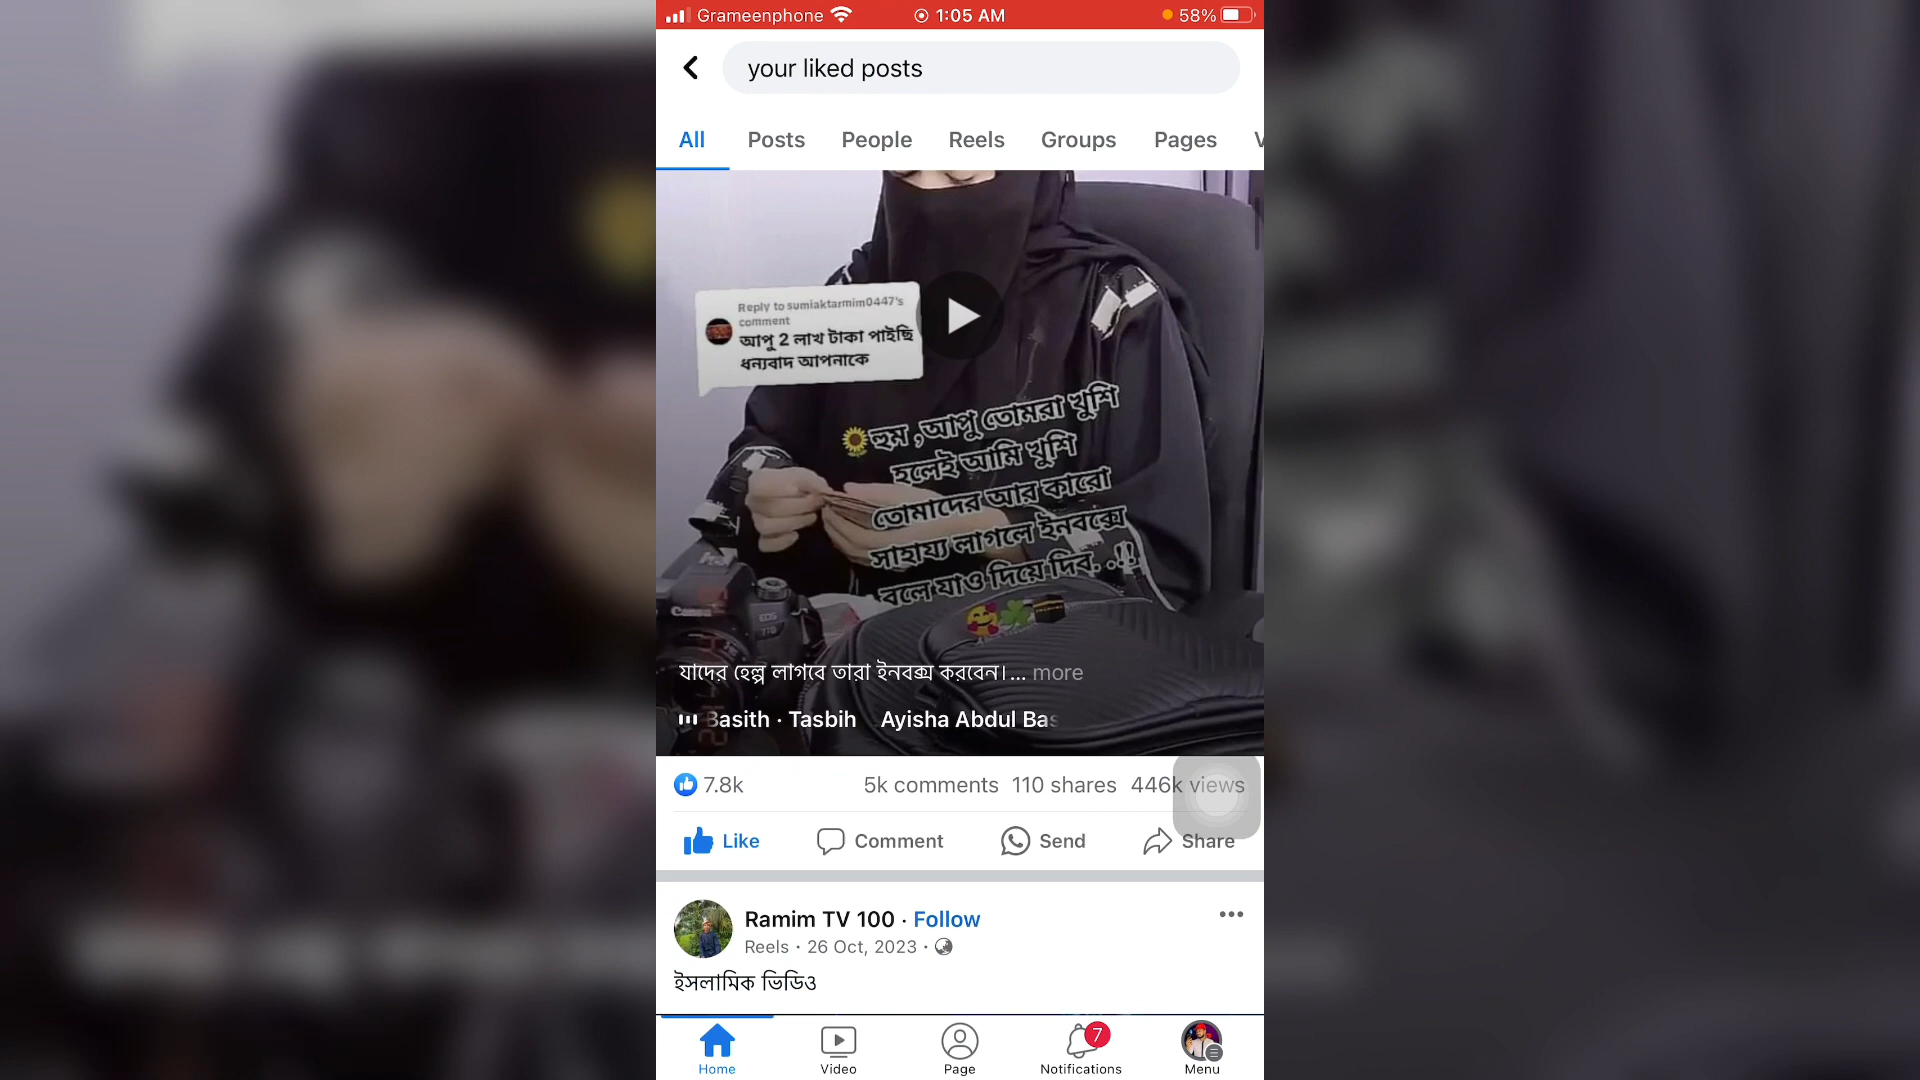 Grameenphone 1:05 AM 58%
your liked posts
All Posts People Reels Groups Pages V
Reply to sumiaktarmim0447's
comment
আপু 2 লাখ টাকা পাইছি
ধন্যবাদ আপনাকে
হুম ,আপু তোমরা খুশি
হলেই আমি খুশি
তোমাদের আর কারো
সাহায্য লাগলে ইনবক্সে
বলে যাও দিয়ে দিব. .!!
Canon
EOS
77D
যাদের হেল্প লাগবে তারা ইনবক্স করবেন।... more
Basith · Tasbih Ayisha Abdul Bas
7.8k 5k comments 110 shares 446k views
Like Comment Send Share
Ramim TV 100 · Follow
Reels · 26 Oct, 2023 ·
ইসলামিক ভিডিও
7
Home Video Page Notifications Menu